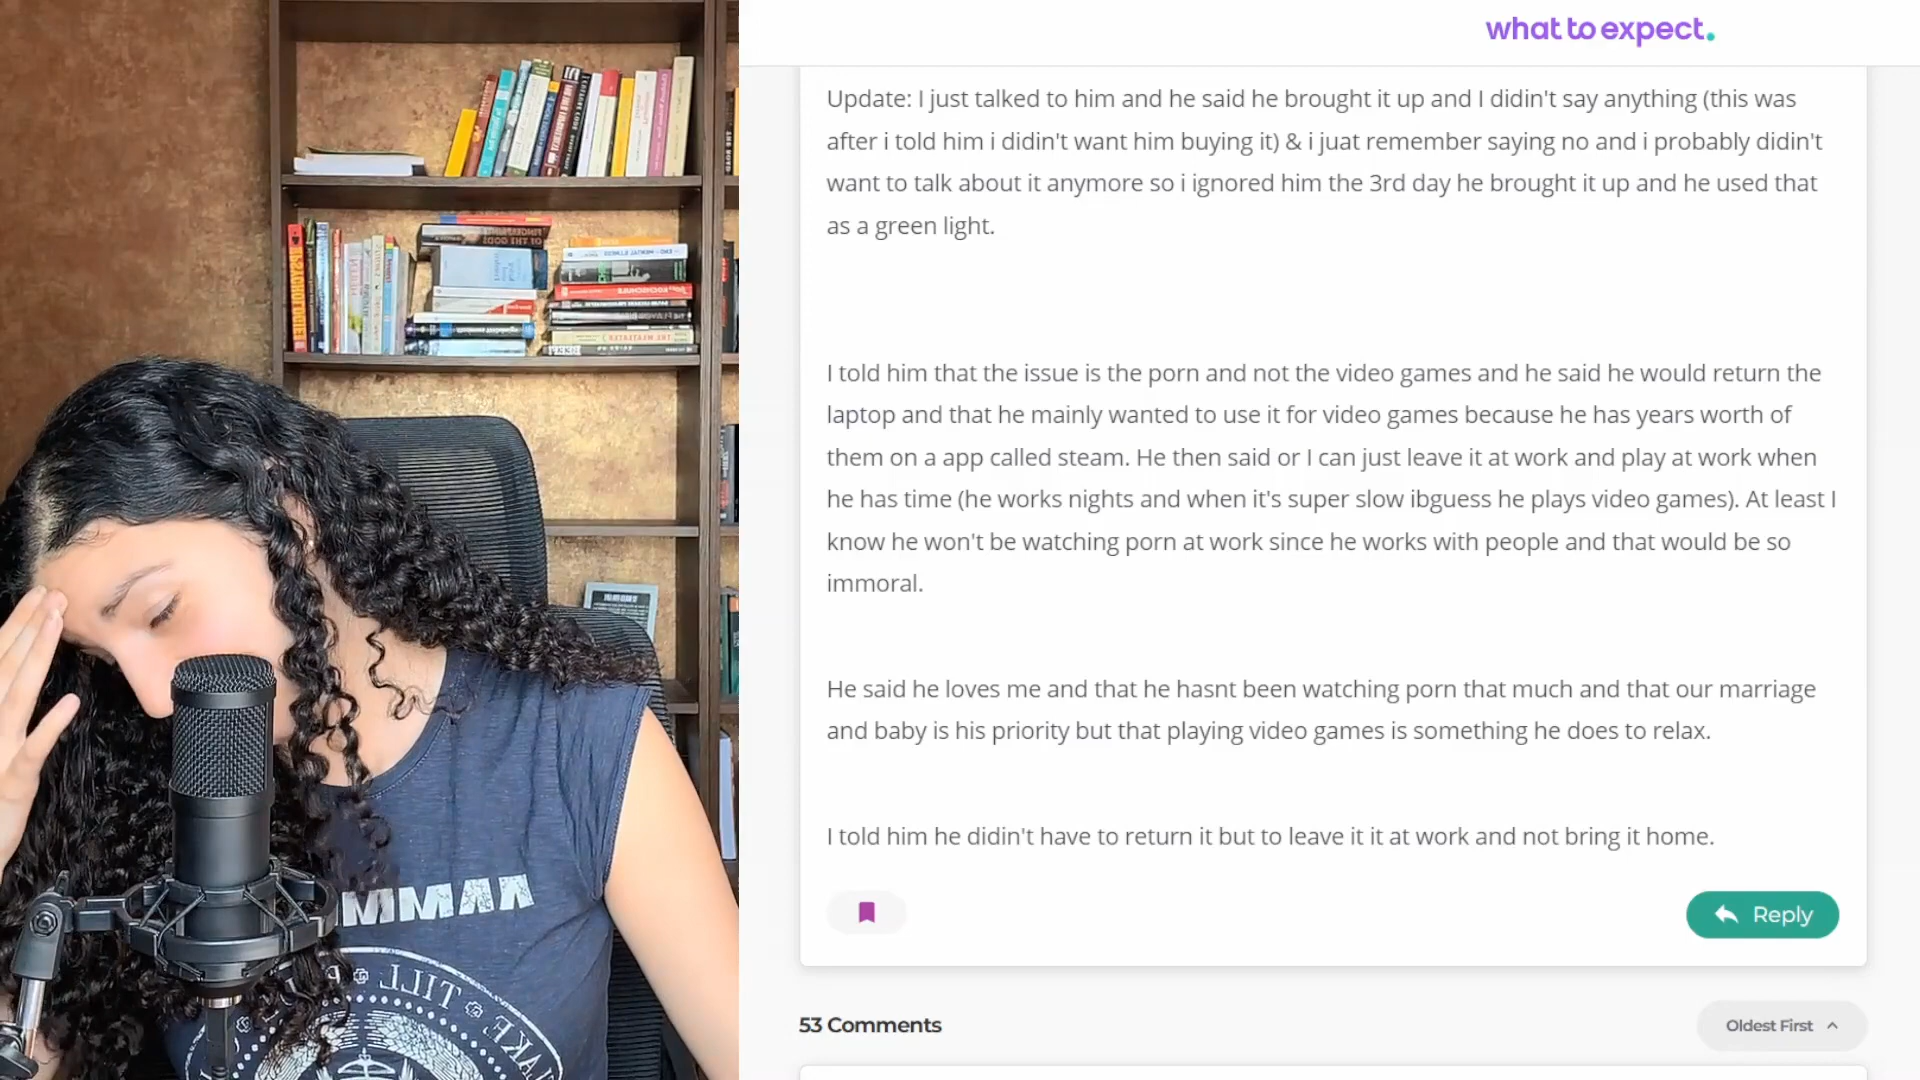 what to expect.
Update: I just talked to him and he said he brought it up and I didin't say anything (this was
after i told him i didin't want him buying it) & i juat remember saying no and i probably didin't
want to talk about it anymore so i ignored him the 3rd day he brought it up and he used that
as a green light.
I told him that the issue is the porn and not the video games and he said he would return the
laptop and that he mainly wanted to use it for video games because he has years worth of
them on a app called steam. He then said or I can just leave it at work and play at work when
he has time (he works nights and when it's super slow ibguess he plays video games). At least I
know he won't be watching porn at work since he works with people and that would be so
immoral.
He said he loves me and that he hasnt been watching porn that much and that our marriage
and baby is his priority but that playing video games is something he does to relax.
I told him he didin't have to return it but to leave it it at work and not bring it home.
Reply
53 Comments
Oldest First